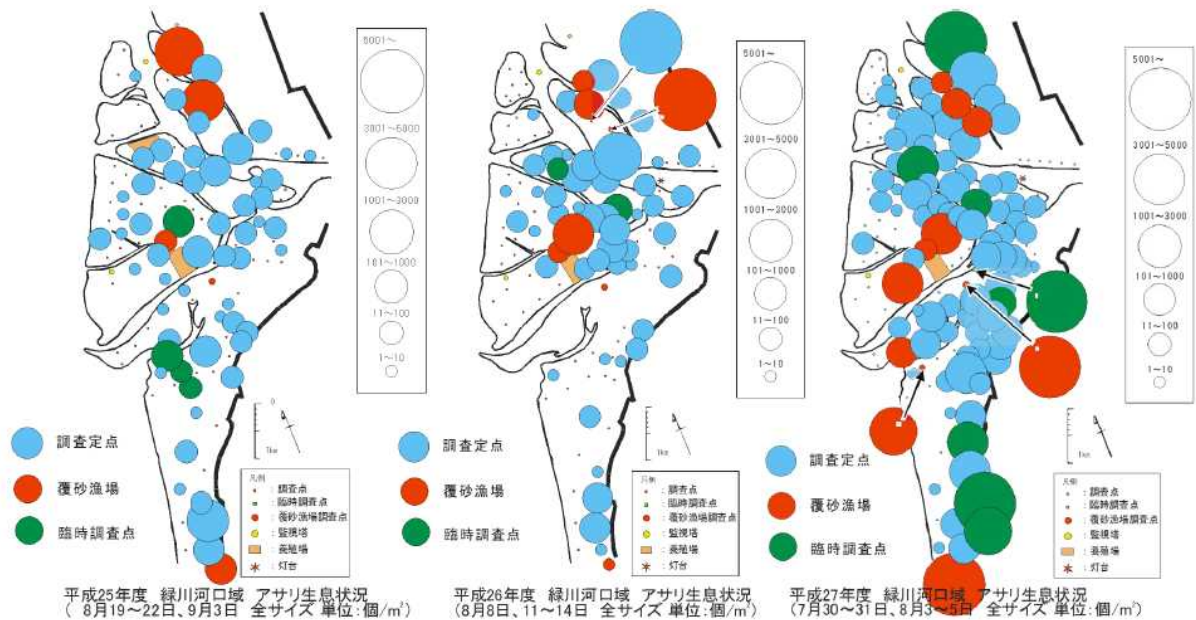 5001～
3001～5000
1001～3000
101～1000
11～100
1～10
0
1km
調査定点
覆砂漁場
臨時調査点
凡例
：調査点
：臨時調査点
：覆砂漁場調査点
：監視塔
：養殖場
：灯台
平成25年度 緑川河口域 アサリ生息状況
( 8月19～22日、9月3日 全サイズ 単位：個/㎡)
5001～
3001～5000
1001～3000
101～1000
11～100
1～10
1km
調査定点
覆砂漁場
臨時調査点
凡例
：調査点
：臨時調査点
：覆砂漁場調査点
：監視塔
：養殖場
：灯台
平成26年度 緑川河口域 アサリ生息状況
(8月8日、11～14日 全サイズ 単位：個/㎡)
5001～
3001～5000
1001～3000
101～1000
11～100
1～10
1km
調査定点
覆砂漁場
臨時調査点
凡例
：調査点
：臨時調査点
：覆砂漁場調査点
：監視塔
：養殖場
：灯台
平成27年度 緑川河口域 アサリ生息状況
(7月30～31日、8月3～5日 全サイズ 単位：個/㎡)